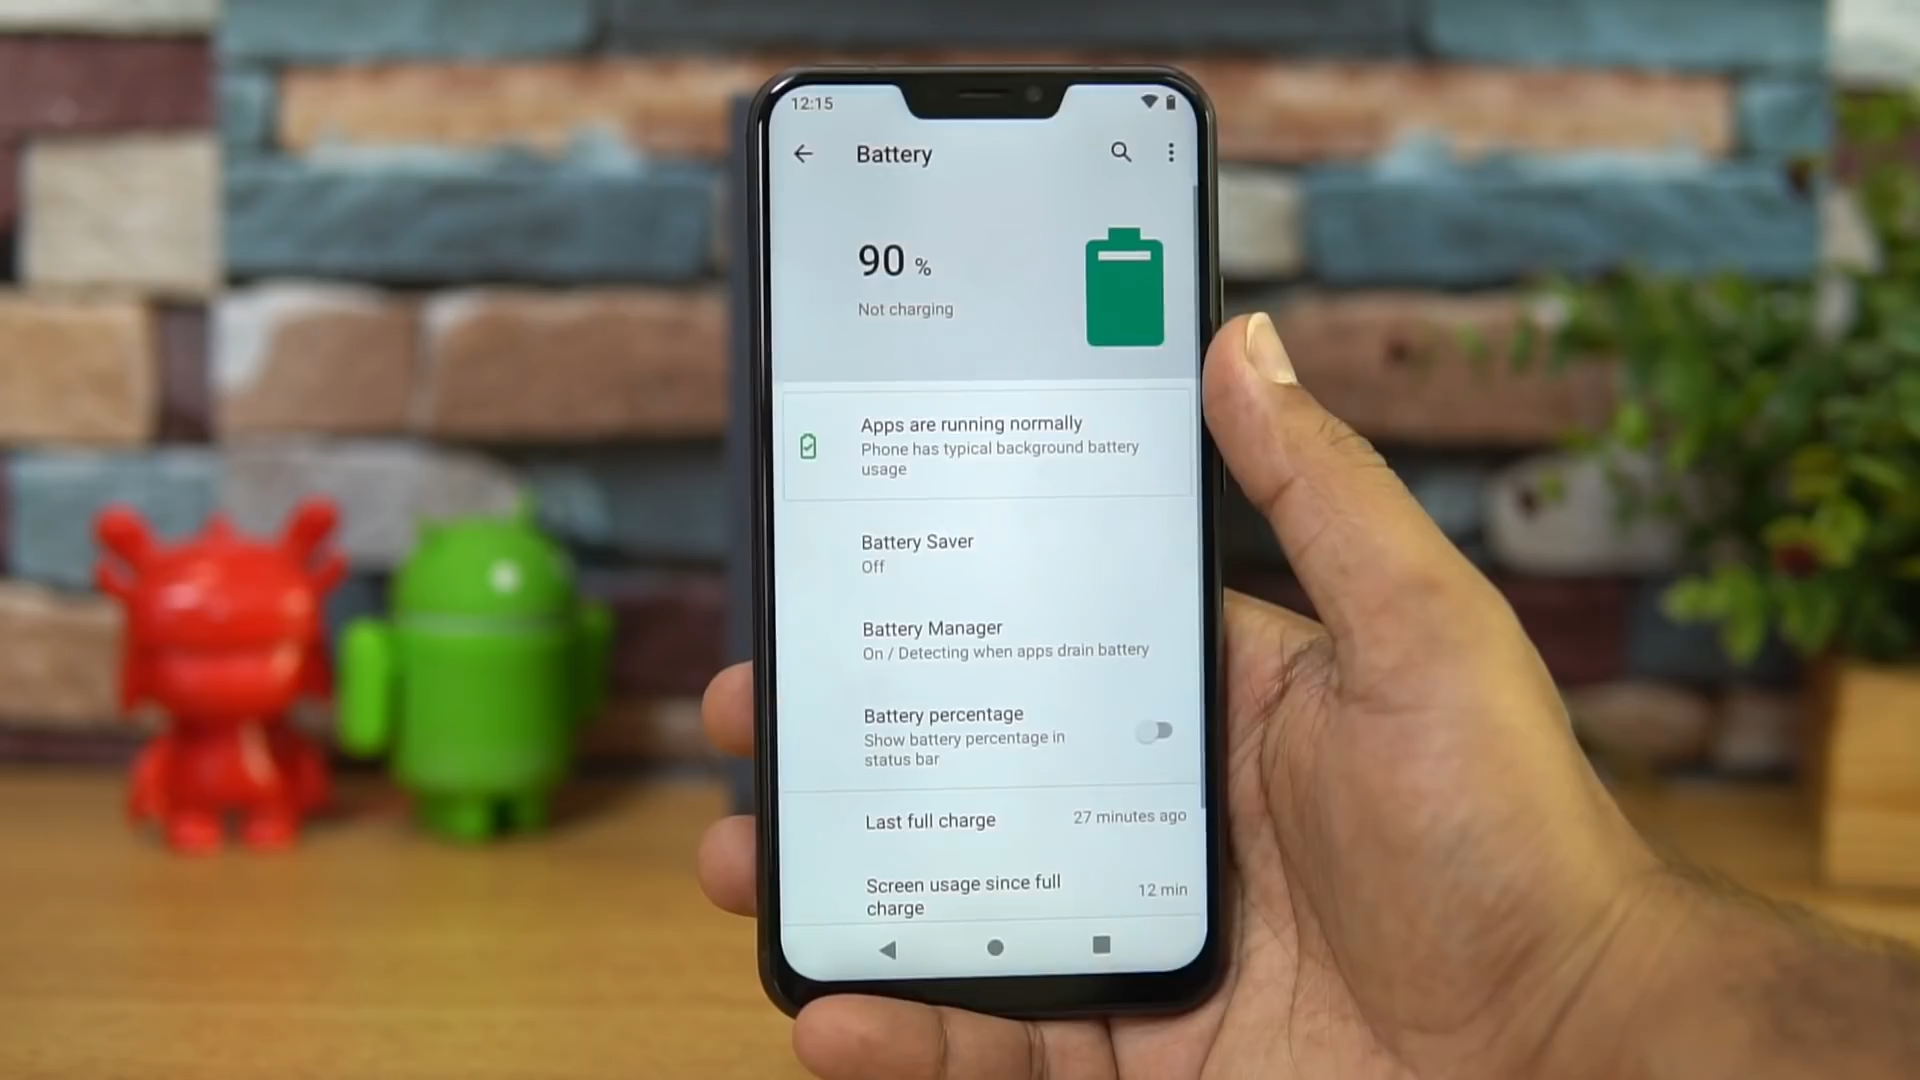 12:15
Battery
90 %
Not charging
Apps are running normally
Phone has typical background battery
usage
Battery Saver
Off
Battery Manager
On / Detecting when apps drain battery
Battery percentage
Show battery percentage in
status bar
Last full charge 27 minutes ago
Screen usage since full
charge 12 min